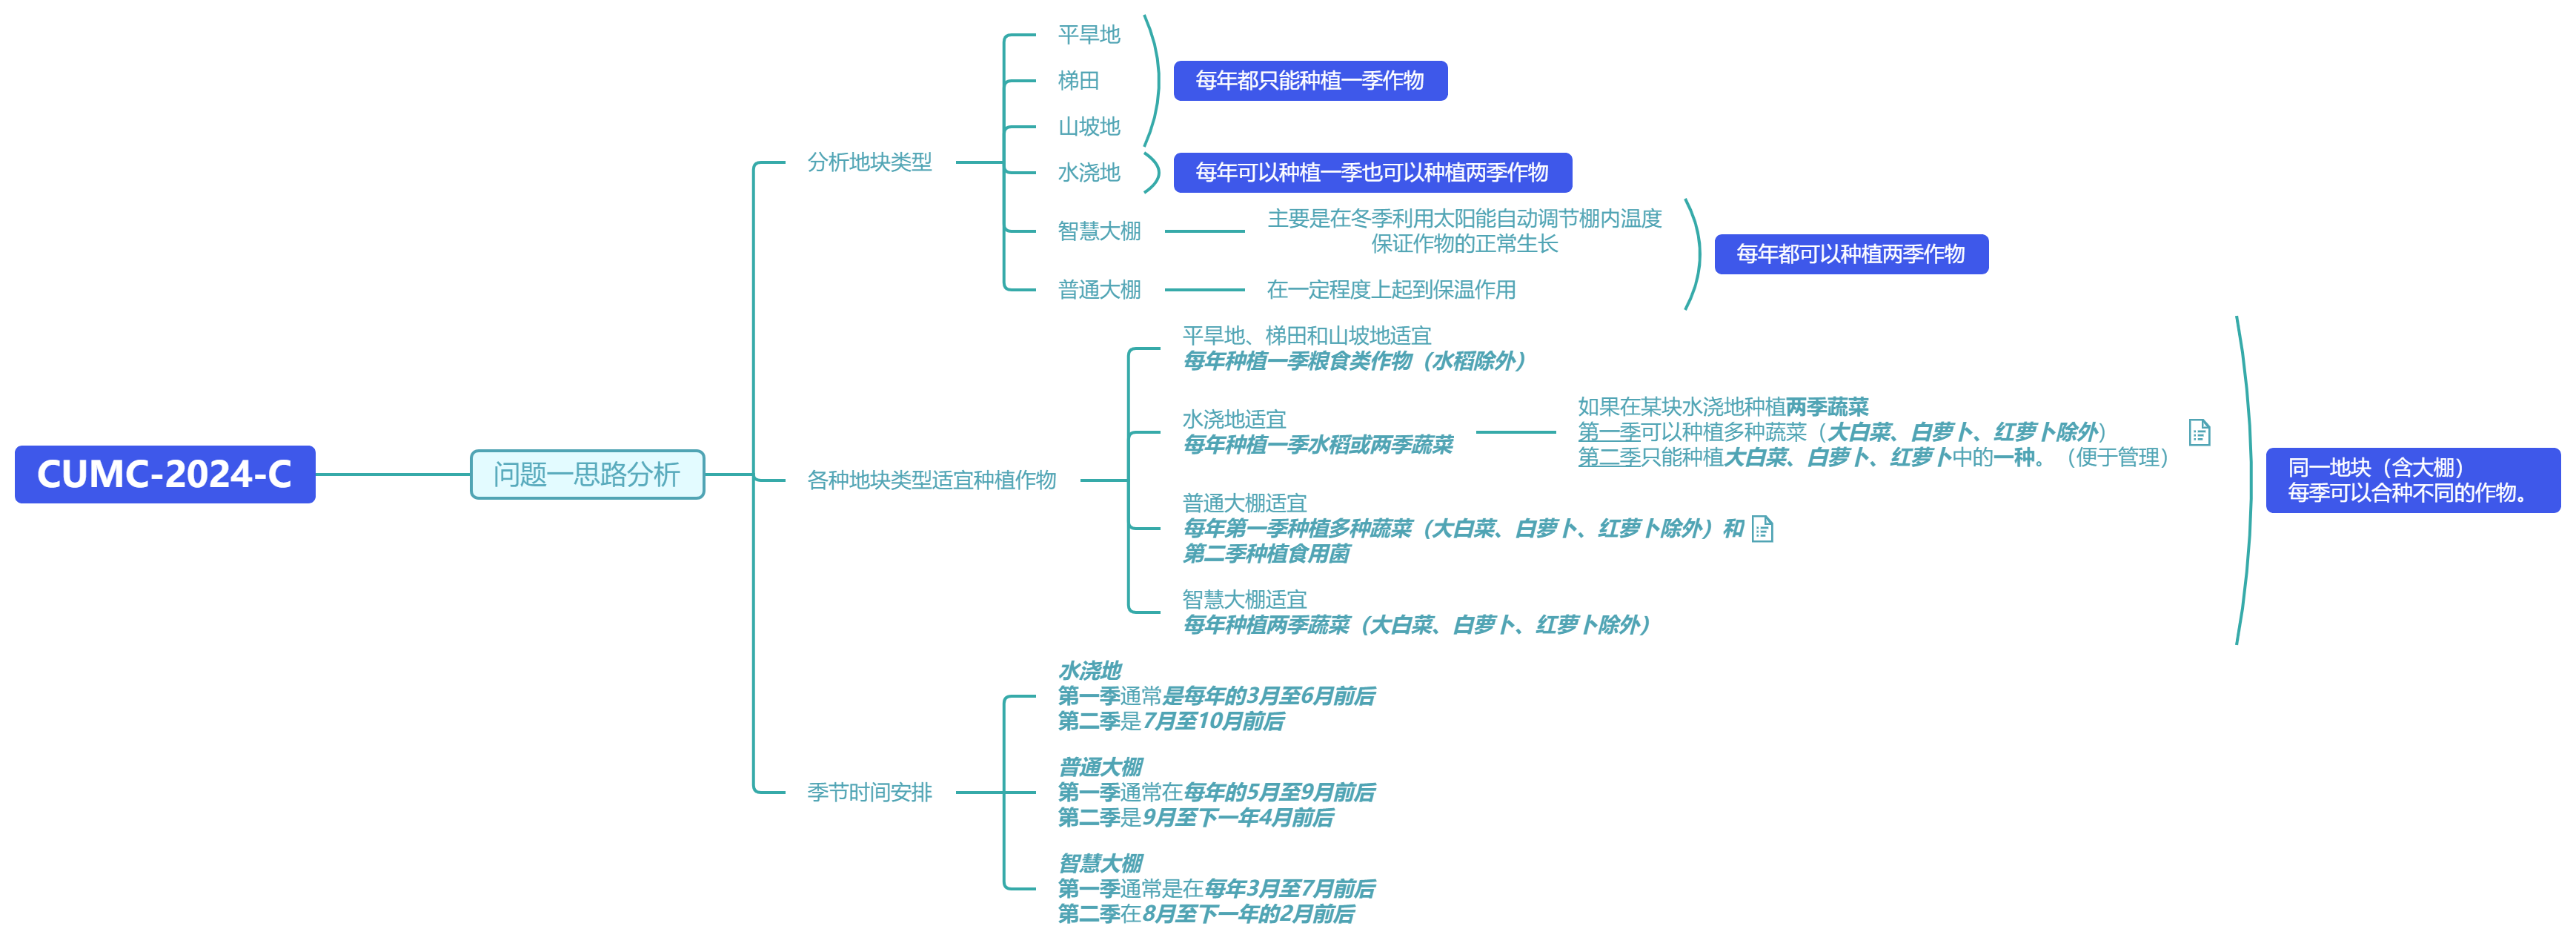 CUMC-2024-C
问题一思路分析
分析地块类型
平旱地
梯田
山坡地
每年都只能种植一季作物
水浇地
每年可以种植一季也可以种植两季作物
智慧大棚
主要是在冬季利用太阳能自动调节棚内温度
保证作物的正常生长
普通大棚
在一定程度上起到保温作用
每年都可以种植两季作物
各种地块类型适宜种植作物
平旱地、梯田和山坡地适宜
每年种植一季粮食类作物（水稻除外）
水浇地适宜
每年种植一季水稻或两季蔬菜
如果在某块水浇地种植两季蔬菜
第一季可以种植多种蔬菜（大白菜、白萝卜、红萝卜除外）
第二季只能种植大白菜、白萝卜、红萝卜中的一种。（便于管理）
普通大棚适宜
每年第一季种植多种蔬菜（大白菜、白萝卜、红萝卜除外）和
第二季种植食用菌
智慧大棚适宜
每年种植两季蔬菜（大白菜、白萝卜、红萝卜除外）
同一地块（含大棚）
每季可以合种不同的作物。
季节时间安排
水浇地
第一季通常是每年的3月至6月前后
第二季是7月至10月前后
普通大棚
第一季通常在每年的5月至9月前后
第二季是9月至下一年4月前后
智慧大棚
第一季通常是在每年3月至7月前后
第二季在8月至下一年的2月前后